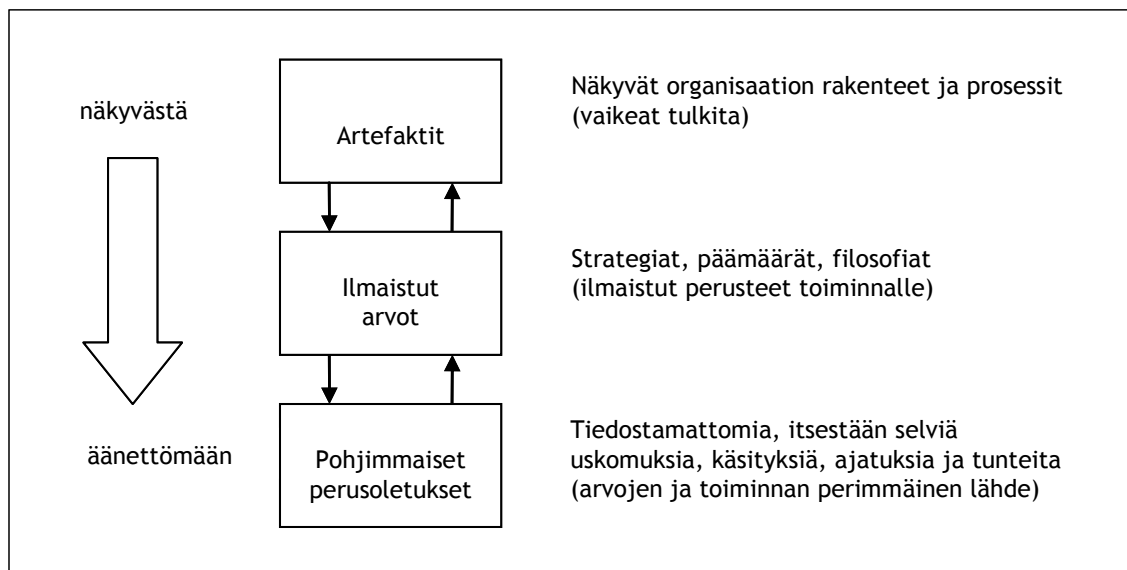 näkyvästä
Artefaktit
Näkyvät organisaation rakenteet ja prosessit
(vaikeat tulkita)
Ilmaistut
arvot
Strategiat, päämäärät, filosofiat
(ilmaistut perusteet toiminnalle)
äänettömään
Pohjimmaiset
perusoletukset
Tiedostamattomia, itsestään selviä
uskomuksia, käsityksiä, ajatuksia ja tunteita
(arvojen ja toiminnan perimmäinen lähde)